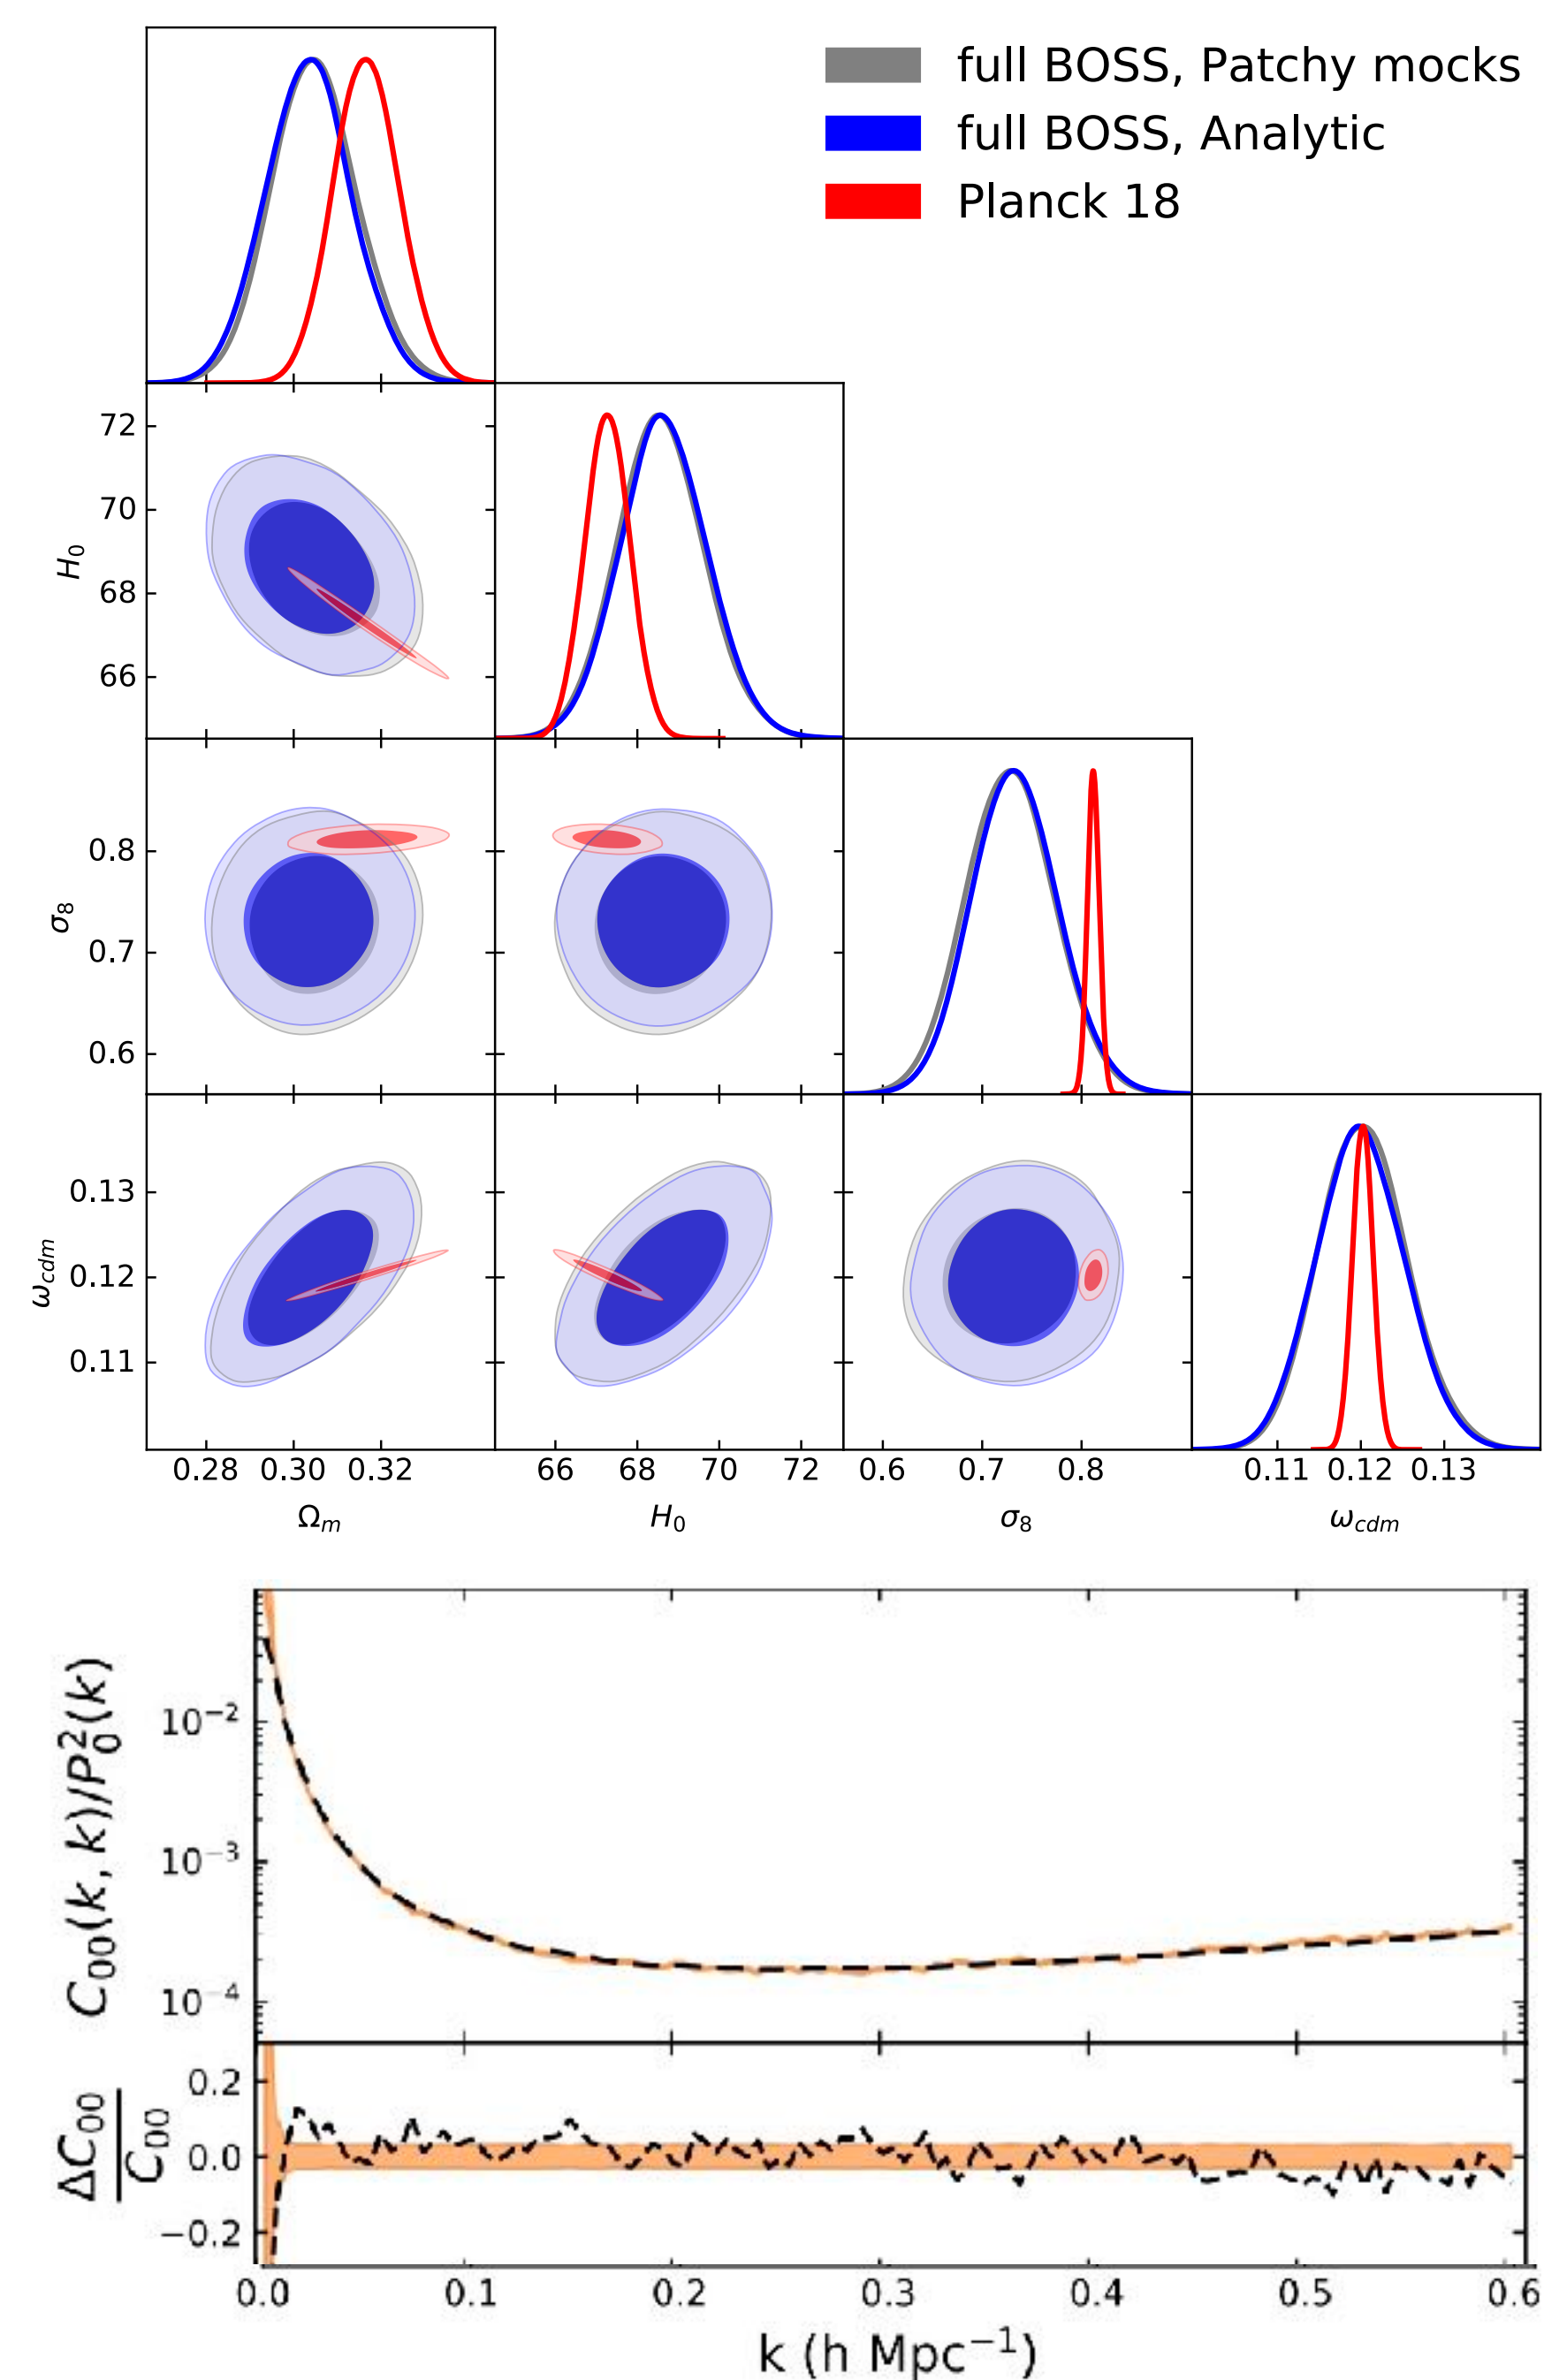 full BOSS, Patchy mocks
full BOSS, Analytic
Planck 18
72
70
68
66
H₀
0.8
0.7
0.6
σ₈
0.13
0.12
0.11
ω_cdm
0.28 0.30 0.32 66 68 70 72 0.6 0.7 0.8 0.11 0.12 0.13
Ω_m H₀ σ₈ ω_cdm
C₀₀(k, k)/P₀²(k)
10⁻²
10⁻³
10⁻⁴
ΔC₀₀
C₀₀
0.2
0.0
−0.2
0.0 0.1 0.2 0.3 0.4 0.5 0.6
k (h Mpc⁻¹)